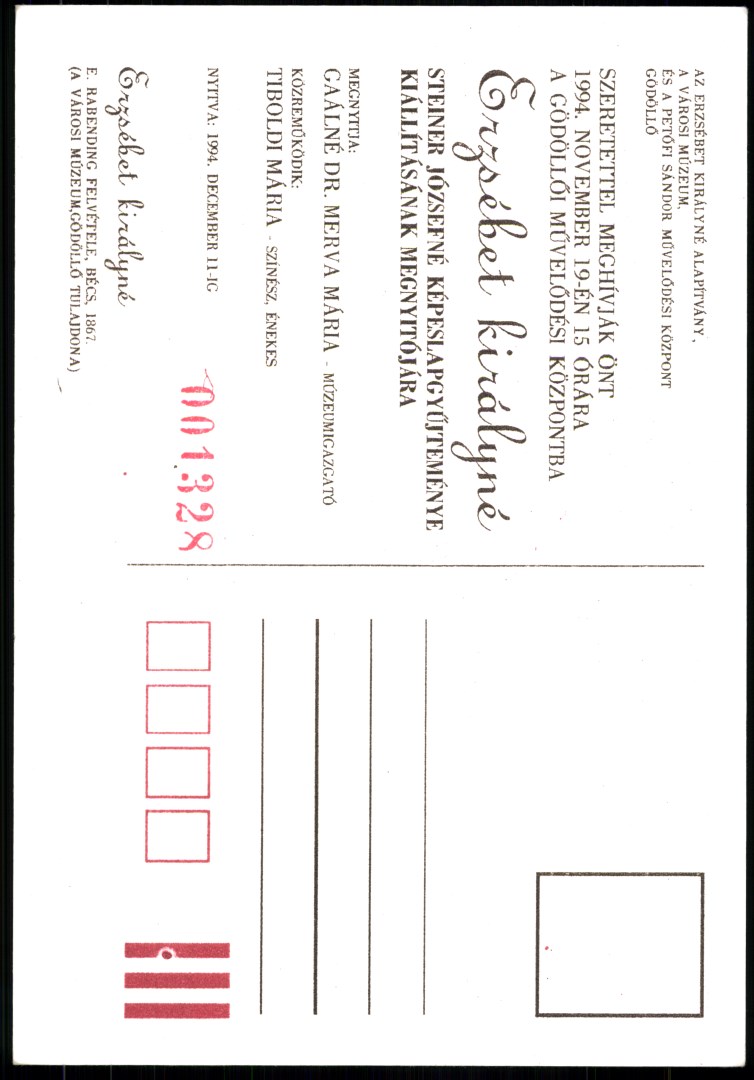 AZ ERZSÉBET KIRÁLYNÉ ALAPÍTVÁNY,
A VÁROSI MÚZEUM,
ÉS A PETŐFI SÁNDOR MŰVELŐDÉSI KÖZPONT
GÖDÖLLŐ
SZERETETTEL MEGHÍVJÁK ÖNT
1994. NOVEMBER 19-ÉN 15 ÓRÁRA
A GÖDÖLLŐI MŰVELŐDÉSI KÖZPONTBA
Erzsébet királyné
STEINER JÓZSEFNÉ KÉPESLAPGYŰJTEMÉNYE
KIÁLLÍTÁSÁNAK MEGNYITÓJÁRA
MEGNYITJA:
GAÁLNÉ DR. MERVA MÁRIA - MÚZEUMIGAZGATÓ
KÖZREMŰKÖDIK:
TIBOLDI MÁRIA - SZÍNÉSZ, ÉNEKES
NYITVA: 1994. DECEMBER 11-IG
001328
Erzsébet királyné
E. RABENDING FELVÉTELE, BÉCS, 1867.
(A VÁROSI MÚZEUM,GÖDÖLLŐ TULAJDONA)